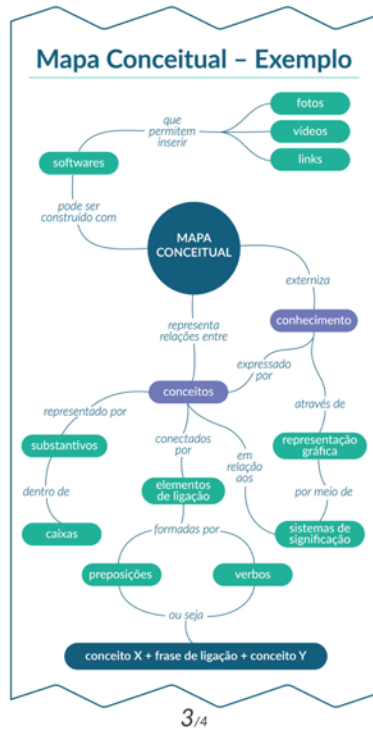 Mapa Conceitual – Exemplo
fotos
que
permitem
inserir
vídeos
softwares
links
pode ser
construído com
MAPA
CONCEITUAL
externiza
representa
relações entre
conhecimento
expressado
por
conceitos
representado por
através de
substantivos
conectados
por
em
relação
aos
representação
gráfica
dentro de
elementos
de ligação
por meio de
caixas
formadas por
sistemas de
significação
preposições
verbos
ou seja
conceito X + frase de ligação + conceito Y
3/4